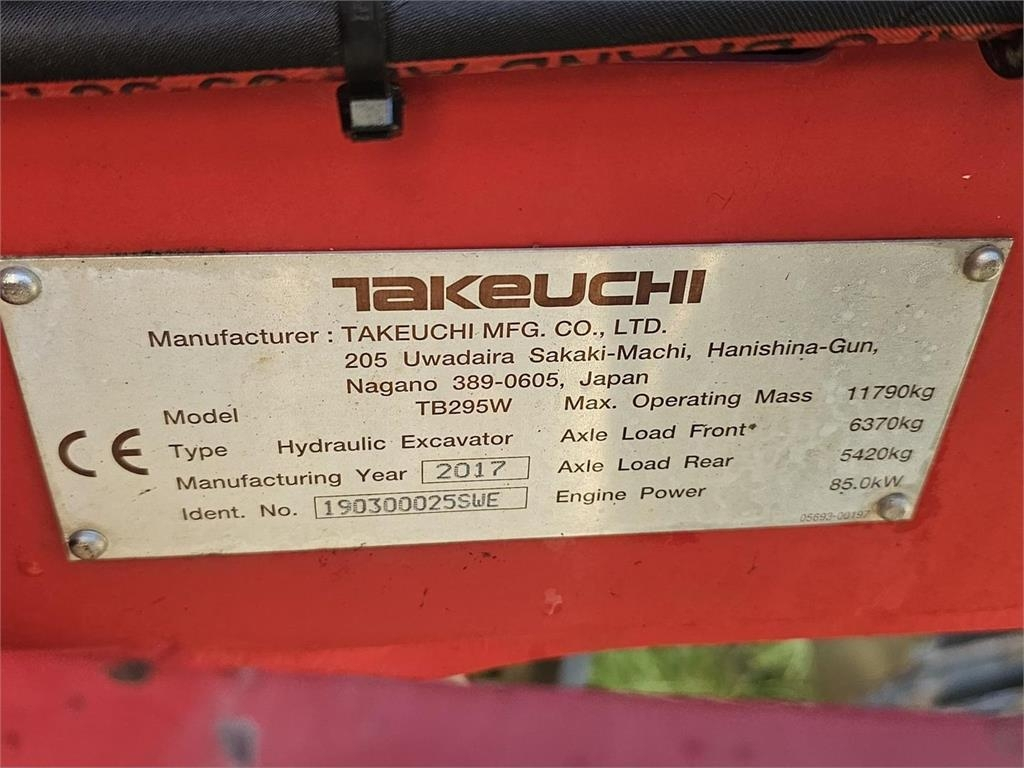 TAKEUCHI
Manufacturer : TAKEUCHI MFG. CO., LTD.
205 Uwadaira Sakaki-Machi, Hanishina-Gun,
Nagano 389-0605, Japan
Model TB295W
Type Hydraulic Excavator
Manufacturing Year 2017
Ident. No. 190300025SWE
Max. Operating Mass 11790kg
Axle Load Front 6370kg
Axle Load Rear 5420kg
Engine Power 85.0kW
05693-00197
CE